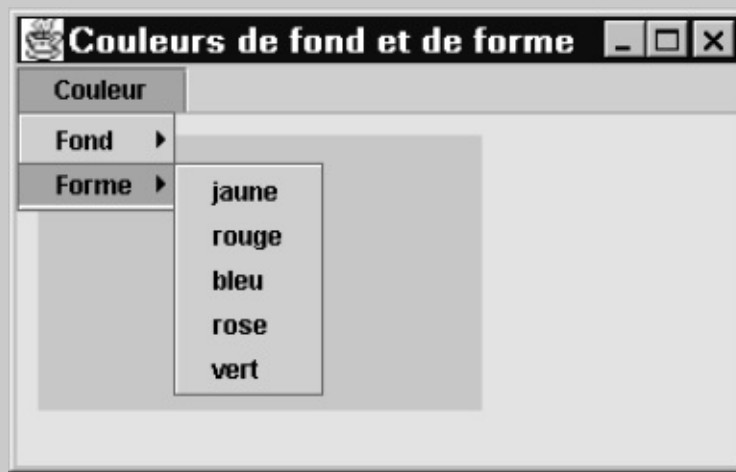 Couleurs de fond et de forme
Couleur
Fond
Forme
jaune
rouge
bleu
rose
vert